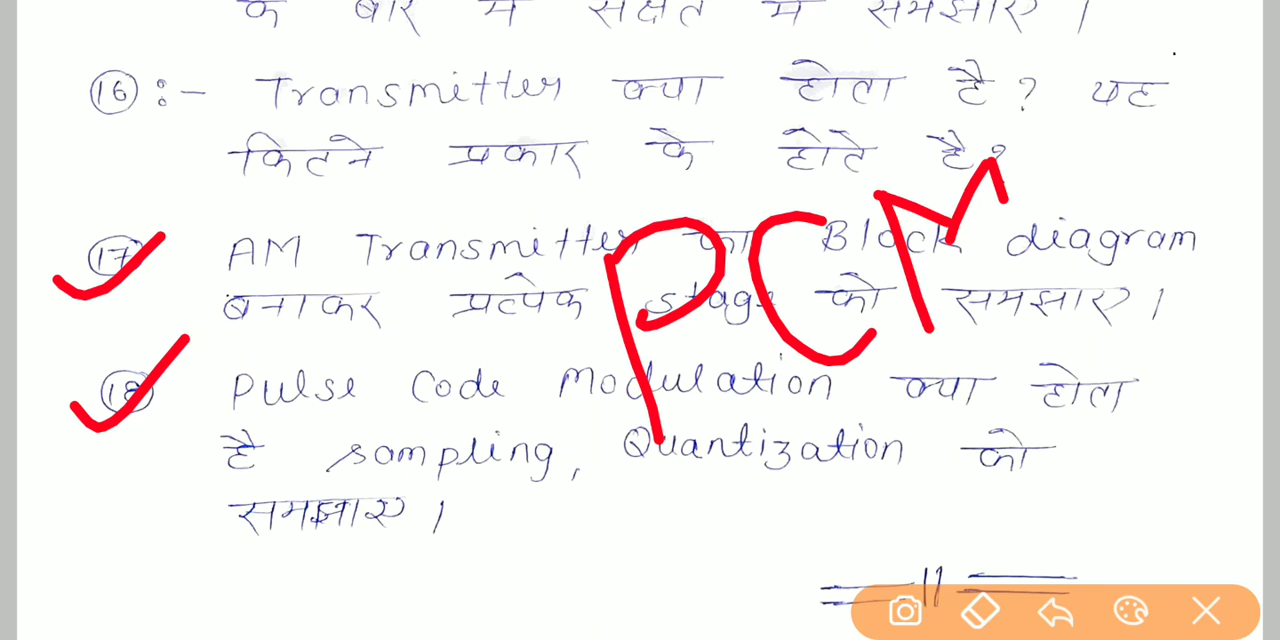 के बारे में संक्षेत में समझाए।
(16):- Transmitter क्या होता है? यह
कितने प्रकार के होते है?
(17) AM Transmitter का Block diagram
बनाकर प्रत्येक stage को समझाए।
PCM
(18) Pulse Code Modulation क्या होता
है sampling, Quantization को
समझाए।